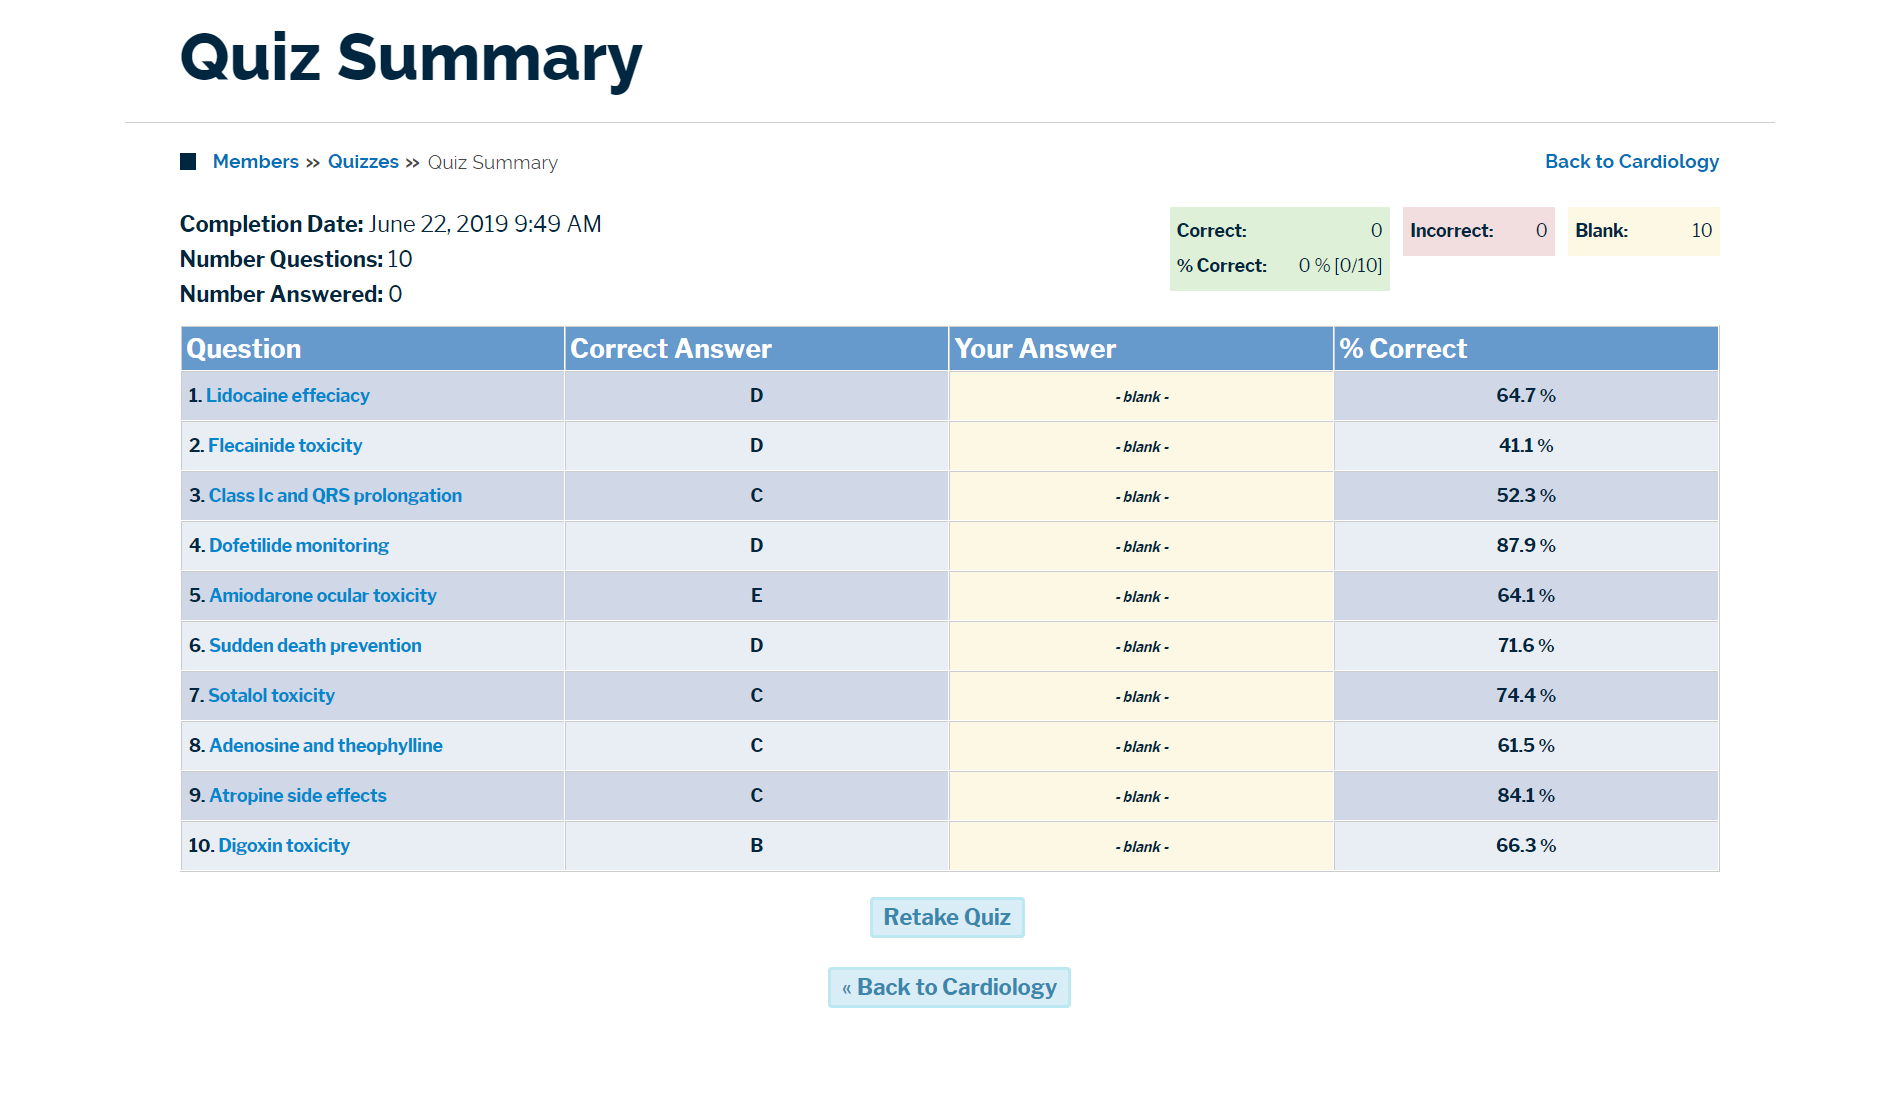 Quiz Summary
Members » Quizzes » Quiz Summary
Back to Cardiology
Completion Date: June 22, 2019 9:49 AM
Number Questions: 10
Number Answered: 0
Correct: 0
% Correct: 0 % [0/10]
Incorrect: 0
Blank: 10
Question Correct Answer Your Answer % Correct
1. Lidocaine effeciacy D - blank - 64.7 %
2. Flecainide toxicity D - blank - 41.1 %
3. Class Ic and QRS prolongation C - blank - 52.3 %
4. Dofetilide monitoring D - blank - 87.9 %
5. Amiodarone ocular toxicity E - blank - 64.1 %
6. Sudden death prevention D - blank - 71.6 %
7. Sotalol toxicity C - blank - 74.4 %
8. Adenosine and theophylline C - blank - 61.5 %
9. Atropine side effects C - blank - 84.1 %
10. Digoxin toxicity B - blank - 66.3 %
Retake Quiz
« Back to Cardiology